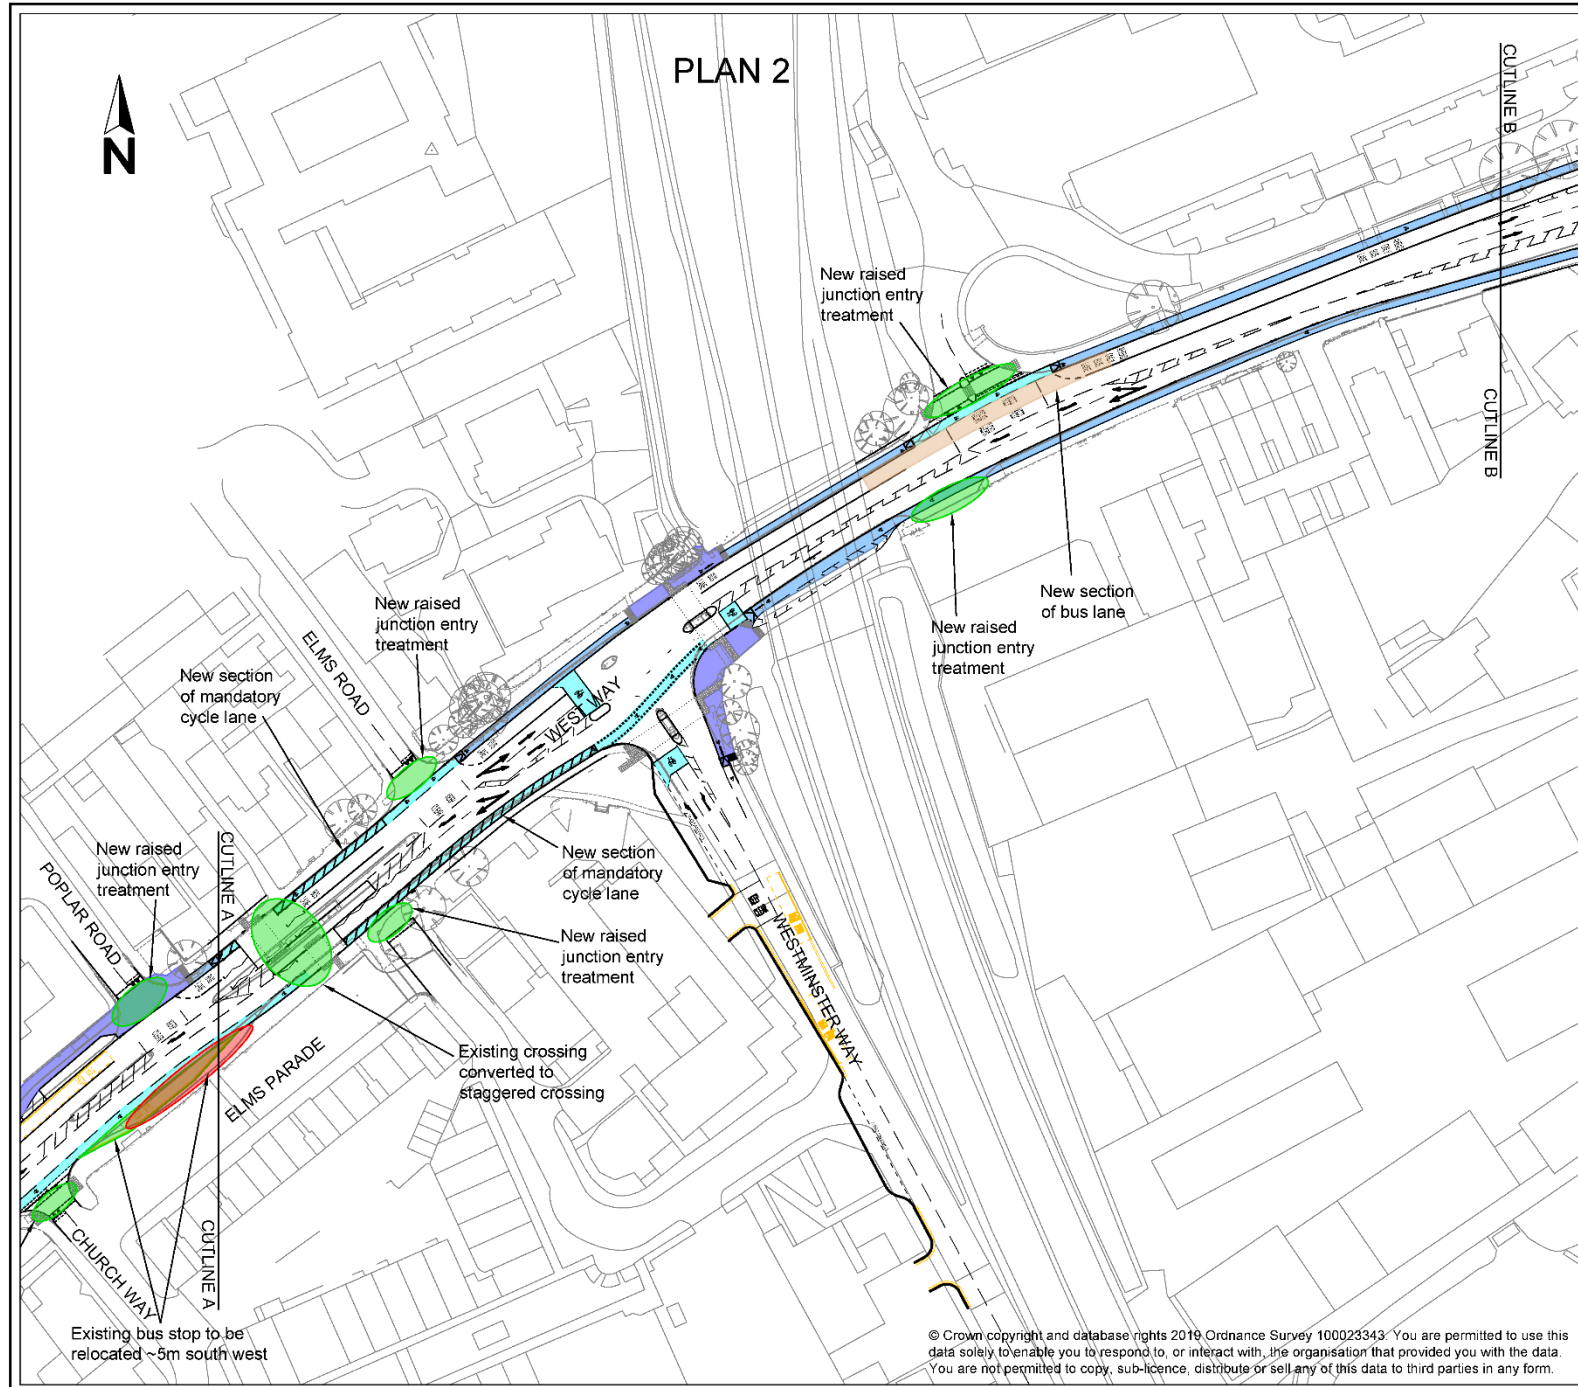 PLAN 2
N
CUTLINE B
New raised
junction entry
treatment
CUTLINE B
New section
of bus lane
New raised
junction entry
treatment
New raised
junction entry
treatment
ELMS ROAD
New section
of mandatory
cycle lane
WEST WAY
New raised
junction entry
treatment
CUTLINE A
POPLAR ROAD
New section
of mandatory
cycle lane
New raised
junction entry
treatment
WESTMINSTER WAY
Existing crossing
converted to
staggered crossing
ELMS PARADE
CHURCH WAY
CUTLINE A
Existing bus stop to be
relocated ~5m south west
© Crown copyright and database rights 2019 Ordnance Survey 100023343. You are permitted to use this
data solely to enable you to respond to, or interact with, the organisation that provided you with the data.
You are not permitted to copy, sub-licence, distribute or sell any of this data to third parties in any form.